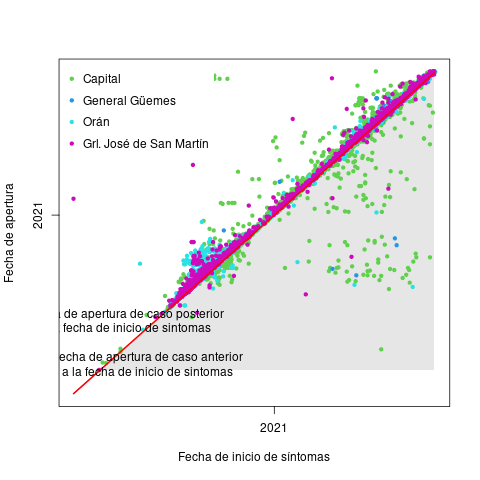 Capital
General Güemes
Orán
Grl. José de San Martín
Fecha de apertura
2021
de apertura de caso posterior
fecha de inicio de síntomas
echa de apertura de caso anterior
a la fecha de inicio de sintomas
2021
Fecha de inicio de síntomas